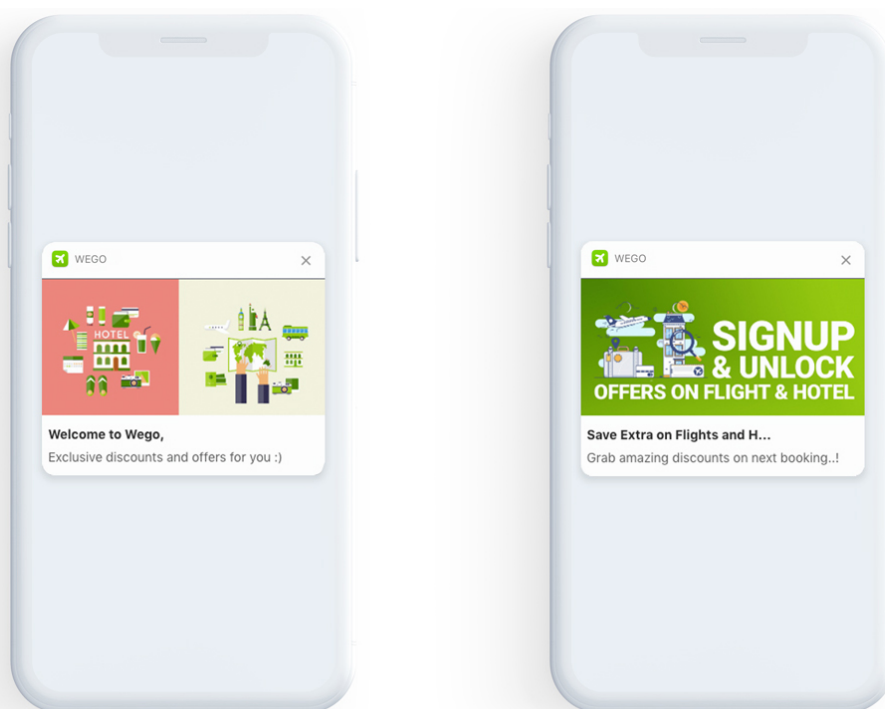 WEGO
HOTEL
Welcome to Wego,
Exclusive discounts and offers for you :)
WEGO
SIGNUP
& UNLOCK
OFFERS ON FLIGHT & HOTEL
Save Extra on Flights and H...
Grab amazing discounts on next booking..!